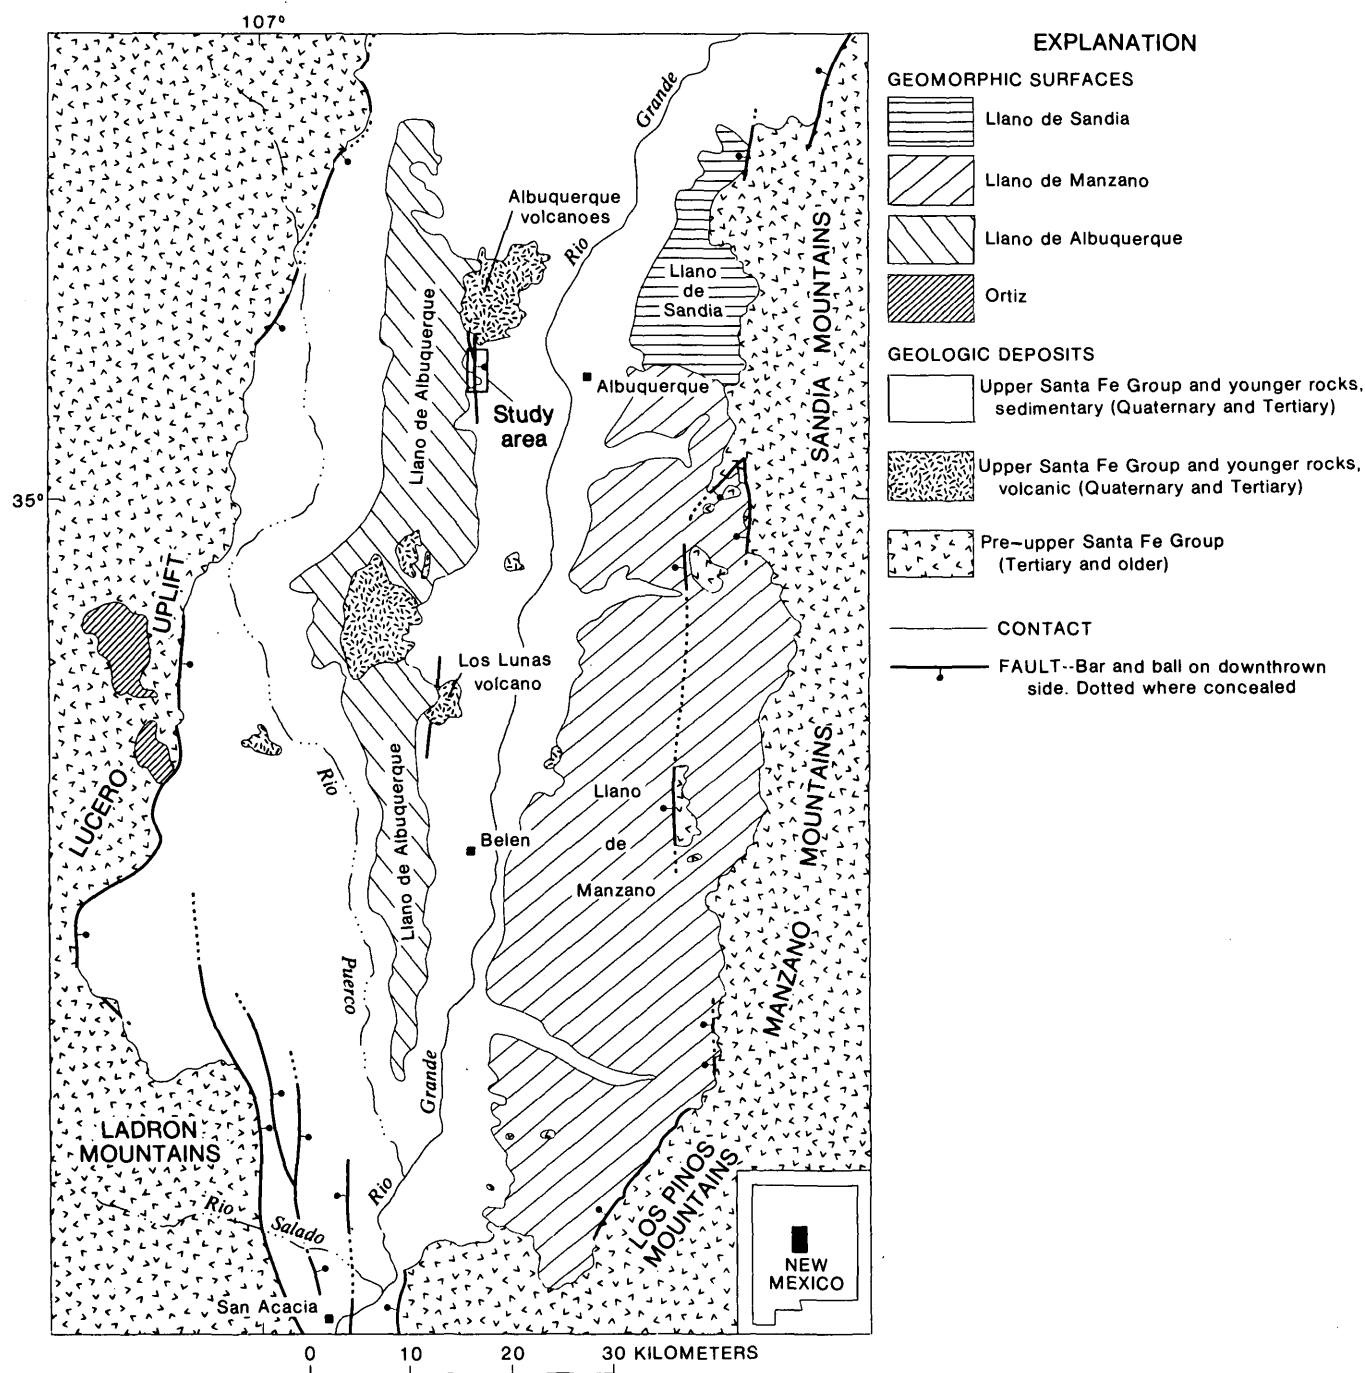 107°
35°
Grande
Rio
Albuquerque
volcanoes
Llano de Albuquerque
Llano
de
Sandia
SANDIA MOUNTAINS
Albuquerque
Study
area
UPLIFT
LUCERO
Los Lunas
volcano
Rio
Puerco
Llano de Albuquerque
Belen
Llano
de
Manzano
MANZANO MOUNTAINS
Grande
Rio
LADRON
MOUNTAINS
Rio
Salado
San Acacia
LOS PINOS
MOUNTAINS
NEW
MEXICO
0 10 20 30 KILOMETERS
EXPLANATION
GEOMORPHIC SURFACES
Llano de Sandia
Llano de Manzano
Llano de Albuquerque
Ortiz
GEOLOGIC DEPOSITS
Upper Santa Fe Group and younger rocks,
sedimentary (Quaternary and Tertiary)
Upper Santa Fe Group and younger rocks,
volcanic (Quaternary and Tertiary)
Pre-upper Santa Fe Group
(Tertiary and older)
CONTACT
FAULT--Bar and ball on downthrown
side. Dotted where concealed